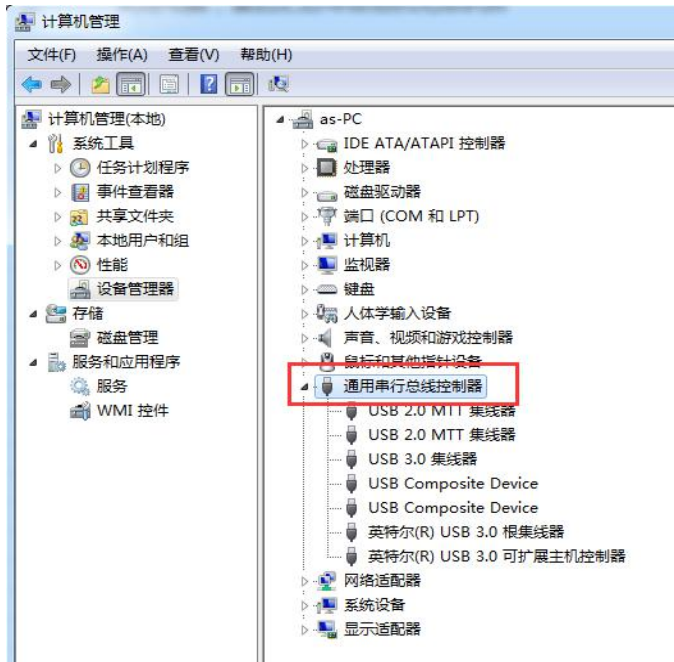 计算机管理
文件(F) 操作(A) 查看(V) 帮助(H)
计算机管理(本地)
系统工具
任务计划程序
事件查看器
共享文件夹
本地用户和组
性能
设备管理器
存储
磁盘管理
服务和应用程序
服务
WMI 控件
as-PC
IDE ATA/ATAPI 控制器
处理器
磁盘驱动器
端口 (COM 和 LPT)
计算机
监视器
键盘
人体学输入设备
声音、视频和游戏控制器
鼠标和其他指针设备
通用串行总线控制器
USB 2.0 MTT 集线器
USB 2.0 MTT 集线器
USB 3.0 集线器
USB Composite Device
USB Composite Device
英特尔(R) USB 3.0 根集线器
英特尔(R) USB 3.0 可扩展主机控制器
网络适配器
系统设备
显示适配器